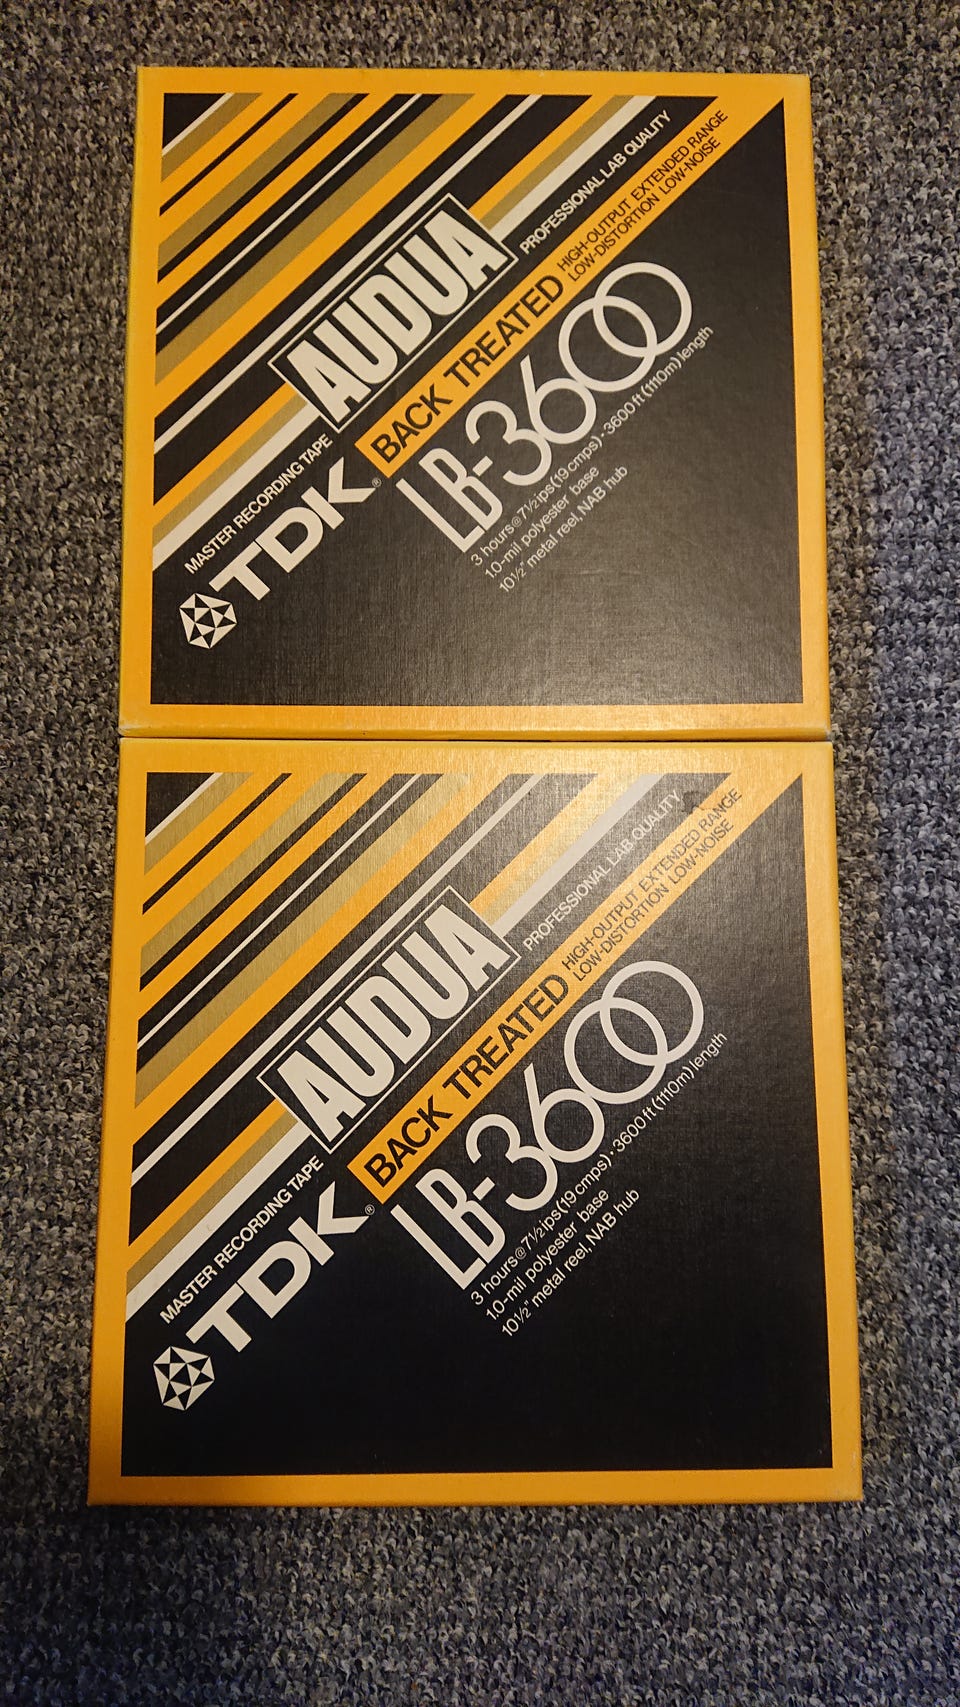 PROFESSIONAL LAB QUALITY
AUDUA
MASTER RECORDING TAPE
HIGH-OUTPUT EXTENDED RANGE
LOW-DISTORTION LOW-NOISE
BACK TREATED
TDK®
LB-3600
3 hours@7½ips(19cmps)·3600ft(1110m)length
1.0-mil polyester base
10½" metal reel, NAB hub
PROFESSIONAL LAB QUALITY
AUDUA
MASTER RECORDING TAPE
HIGH-OUTPUT EXTENDED RANGE
LOW-DISTORTION LOW-NOISE
BACK TREATED
TDK®
LB-3600
3 hours@7½ips(19cmps)·3600ft(1110m)length
1.0-mil polyester base
10½" metal reel, NAB hub